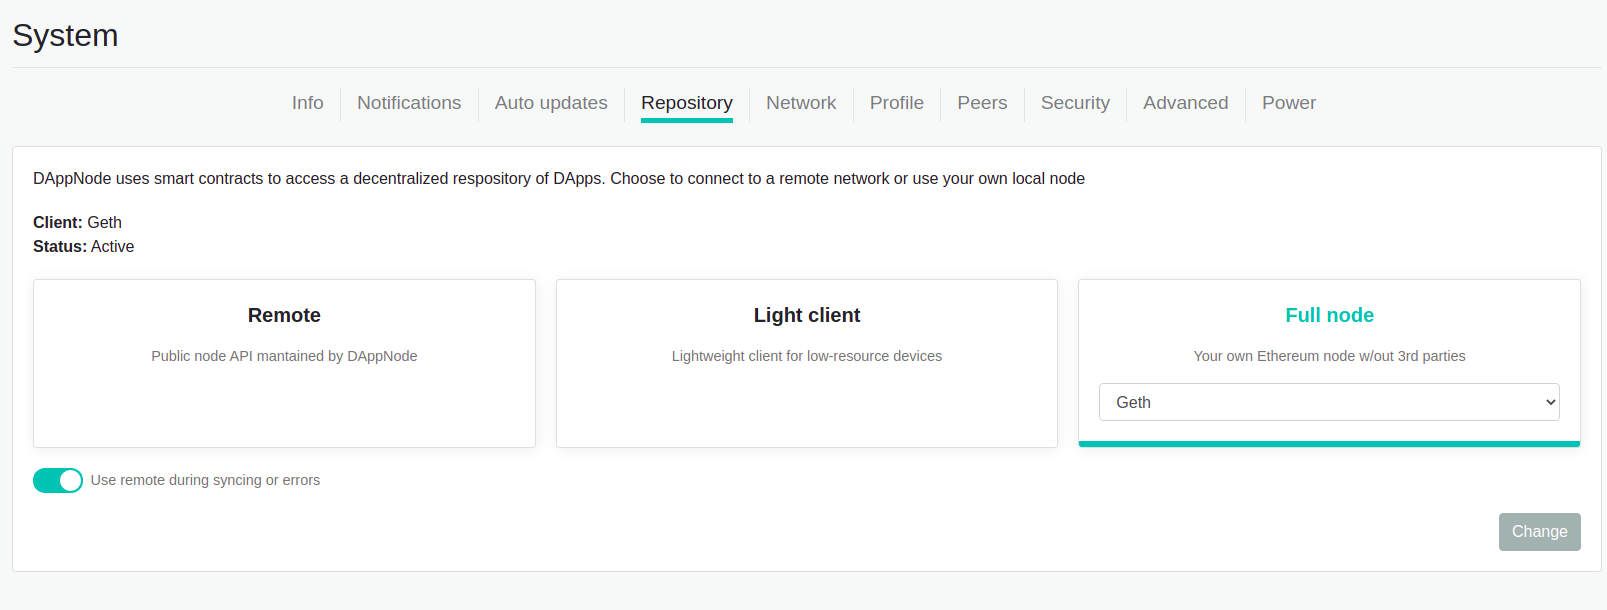 System
Info Notifications Auto updates Repository Network Profile Peers Security Advanced Power
DAppNode uses smart contracts to access a decentralized respository of DApps. Choose to connect to a remote network or use your own local node
Client: Geth
Status: Active
Remote
Public node API mantained by DAppNode
Light client
Lightweight client for low-resource devices
Full node
Your own Ethereum node w/out 3rd parties
Geth
Use remote during syncing or errors
Change